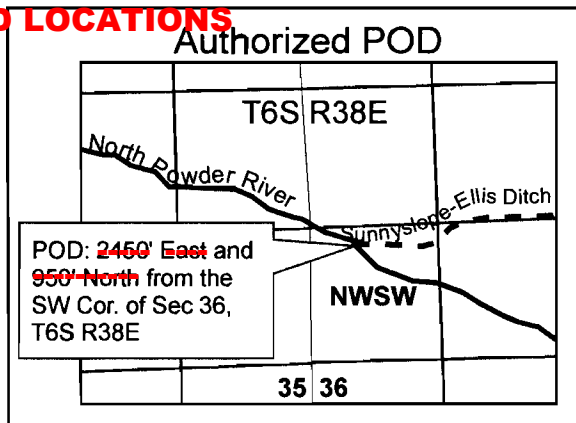 O LOCATIONS
Authorized POD
T6S R38E
North Powder River
Sunnyslope-Ellis Ditch
POD: 2450' East and
950' North from the
SW Cor. of Sec 36,
T6S R38E
NWSW
35 36